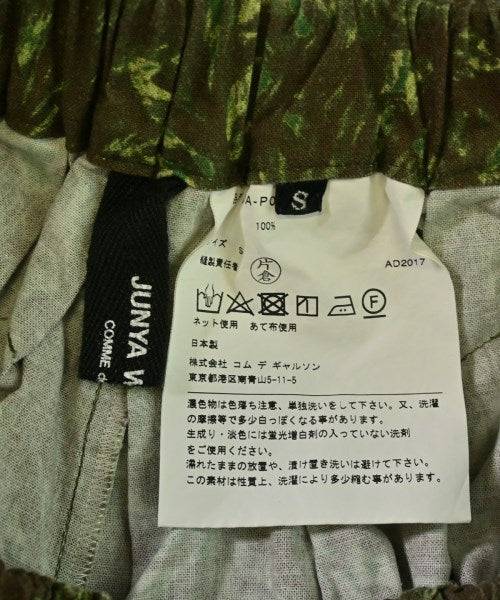 S
A-PO
100%
イズ S
縫製責任者 片倉
AD2017
F
ネット使用 あて布使用
日本製
株式会社 コム デ ギャルソン
東京都港区南青山5-11-5
濃色物は色落ち注意、単独洗いをして下さい。又、洗濯
の摩擦等で多少白っぽくなる事があります。
生成り・淡色には蛍光増白剤の入っていない洗剤
をご使用ください。
濡れたままの放置や、漬け置き洗いは避けて下さい。
この素材は性質上、洗濯により多少縮む事が有ります。
JUNYA
COMME